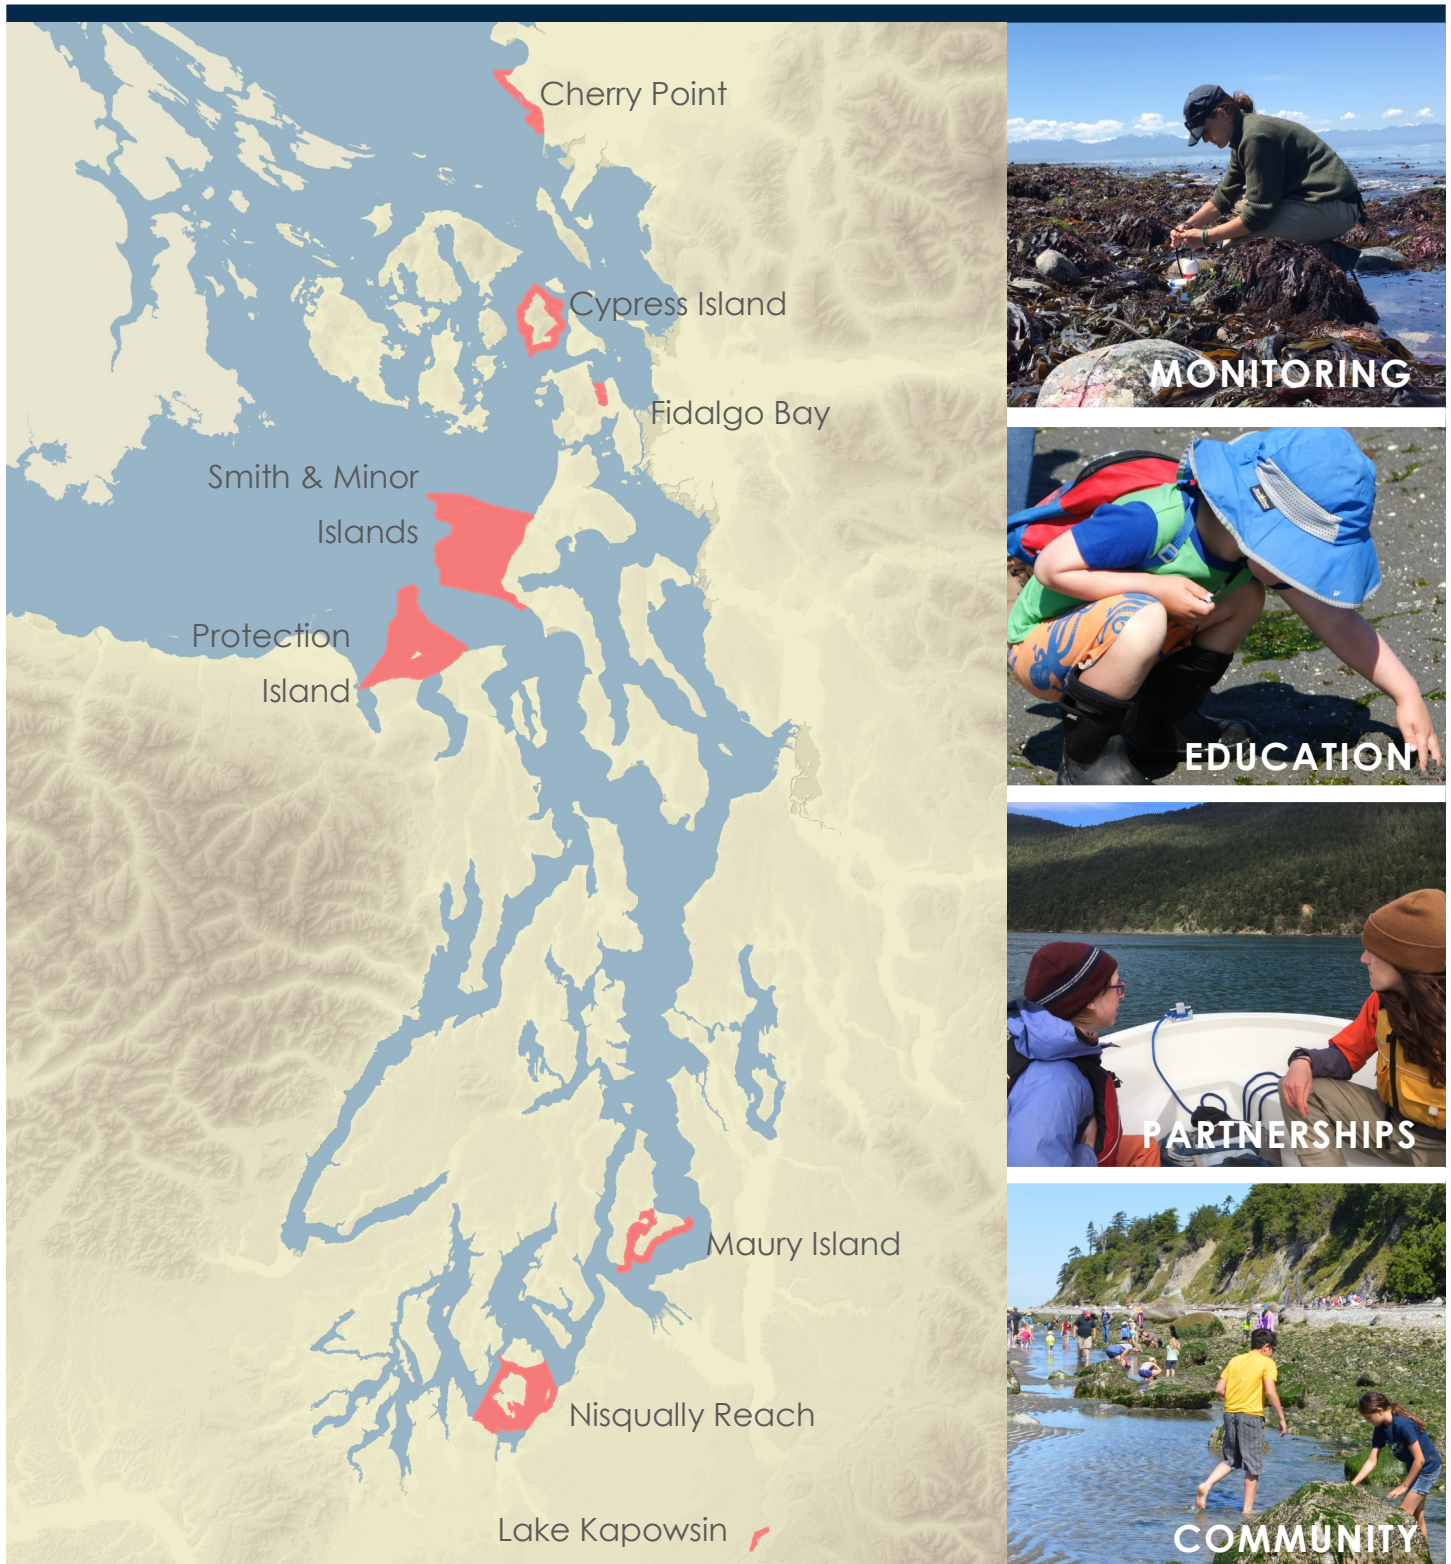 Cherry Point
Cypress Island
Fidalgo Bay
Smith & Minor
Islands
Protection
Island
Maury Island
Nisqually Reach
Lake Kapowsin
MONITORING
EDUCATION
PARTNERSHIPS
COMMUNITY